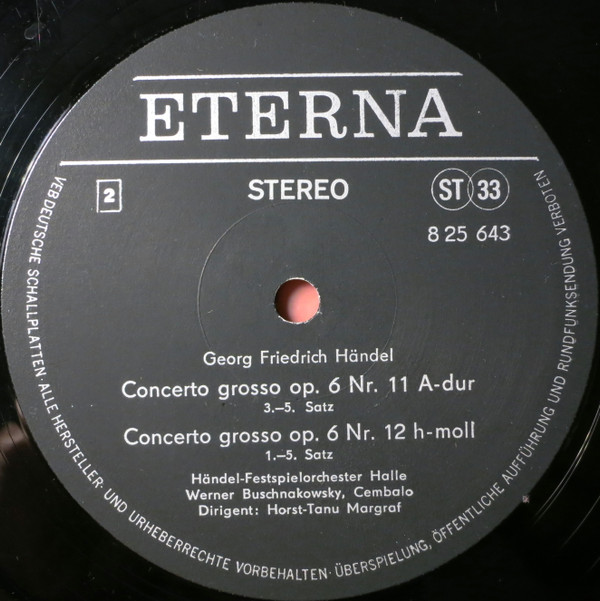 ETERNA
2
STEREO
ST 33
8 25 643
Georg Friedrich Händel
Concerto grosso op. 6 Nr. 11 A-dur
3.–5. Satz
Concerto grosso op. 6 Nr. 12 h-moll
1.–5. Satz
Händel-Festspielorchester Halle
Werner Buschnakowsky, Cembalo
Dirigent: Horst-Tanu Margraf
VEB DEUTSCHE SCHALLPLATTEN · ALLE HERSTELLER- UND URHEBERRECHTE VORBEHALTEN · ÜBERSPIELUNG, ÖFFENTLICHE AUFFÜHRUNG UND RUNDFUNKSENDUNG VERBOTEN